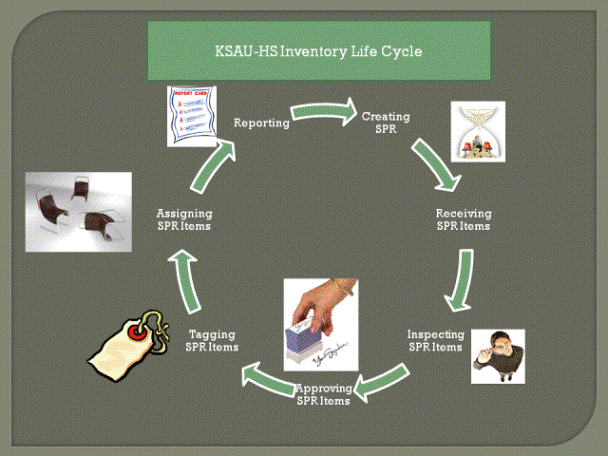 KSAU-HS Inventory Life Cycle
REPORT CARD
Reporting
Creating
SPR
Receiving
SPR Items
Inspecting
SPR Items
Approving
SPR Items
Tagging
SPR Items
Assigning
SPR Items